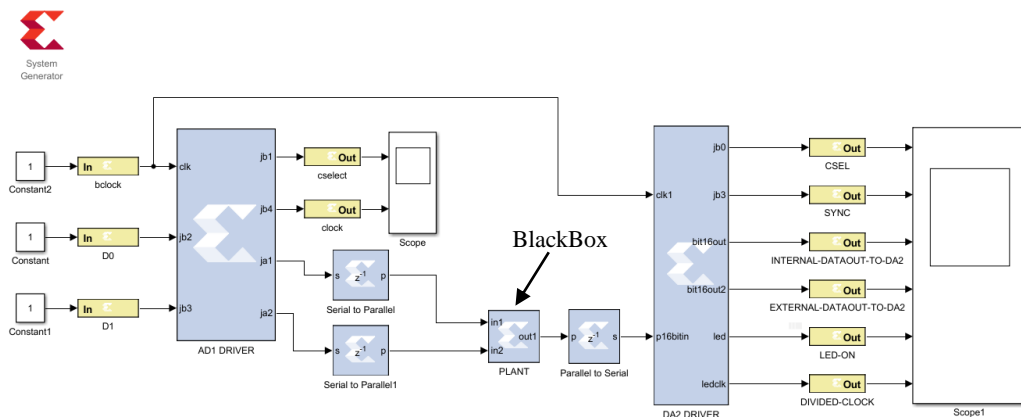 System
Generator
1
Constant2
In
bclock
1
Constant
In
D0
1
Constant1
In
D1
clk
jb2
jb3
jb1
jb4
ja1
ja2
AD1 DRIVER
Out
cselect
Out
clock
Scope
s
z-1
p
Serial to Parallel
s
z-1
p
Serial to Parallel1
BlackBox
in1
in2
out1
PLANT
p
z-1
s
Parallel to Serial
clk1
p16bitin
jb0
jb3
bit16out
bit16out2
led
ledclk
DA2 DRIVER
Out
CSEL
Out
SYNC
Out
INTERNAL-DATAOUT-TO-DA2
Out
EXTERNAL-DATAOUT-TO-DA2
Out
LED-ON
Out
DIVIDED-CLOCK
Scope1